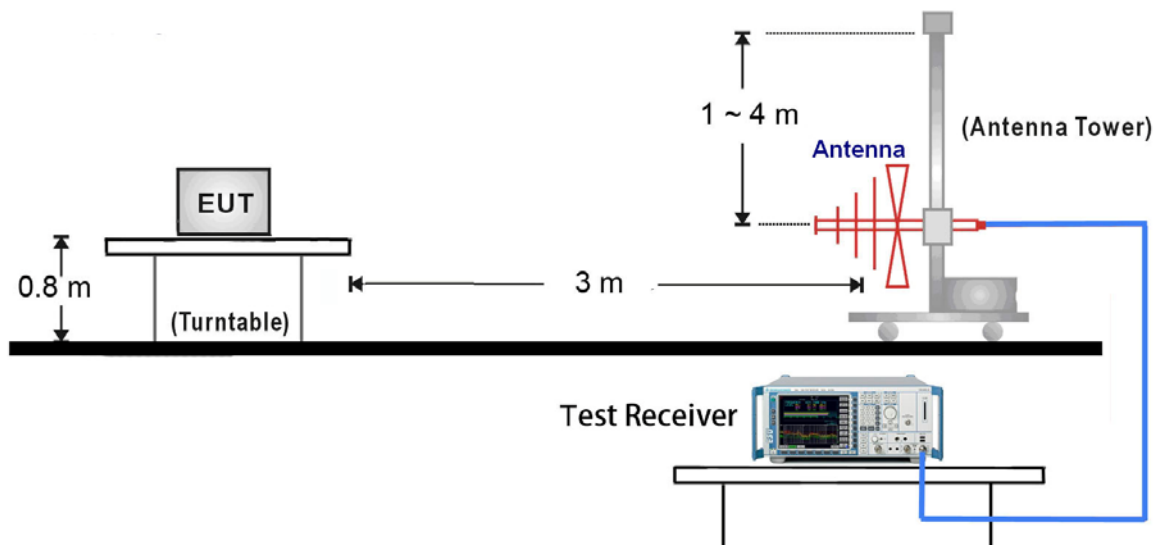 1 ~ 4 m
(Antenna Tower)
Antenna
EUT
0.8 m
3 m
(Turntable)
Test Receiver